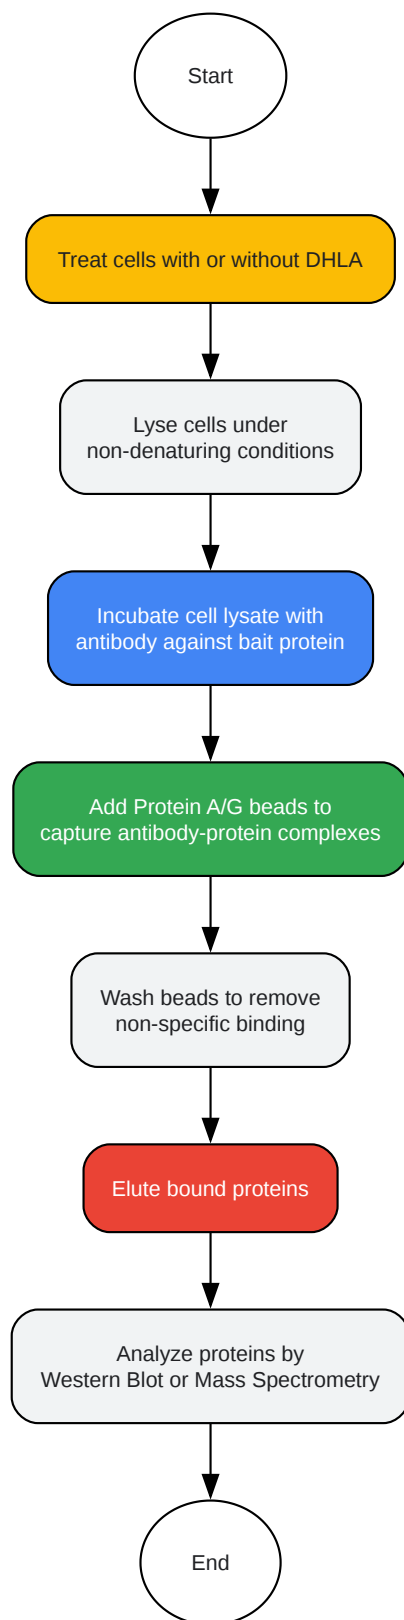 Start
Treat cells with or without DHLA
Lyse cells under
non-denaturing conditions
Incubate cell lysate with
antibody against bait protein
Add Protein A/G beads to
capture antibody-protein complexes
Wash beads to remove
non-specific binding
Elute bound proteins
Analyze proteins by
Western Blot or Mass Spectrometry
End